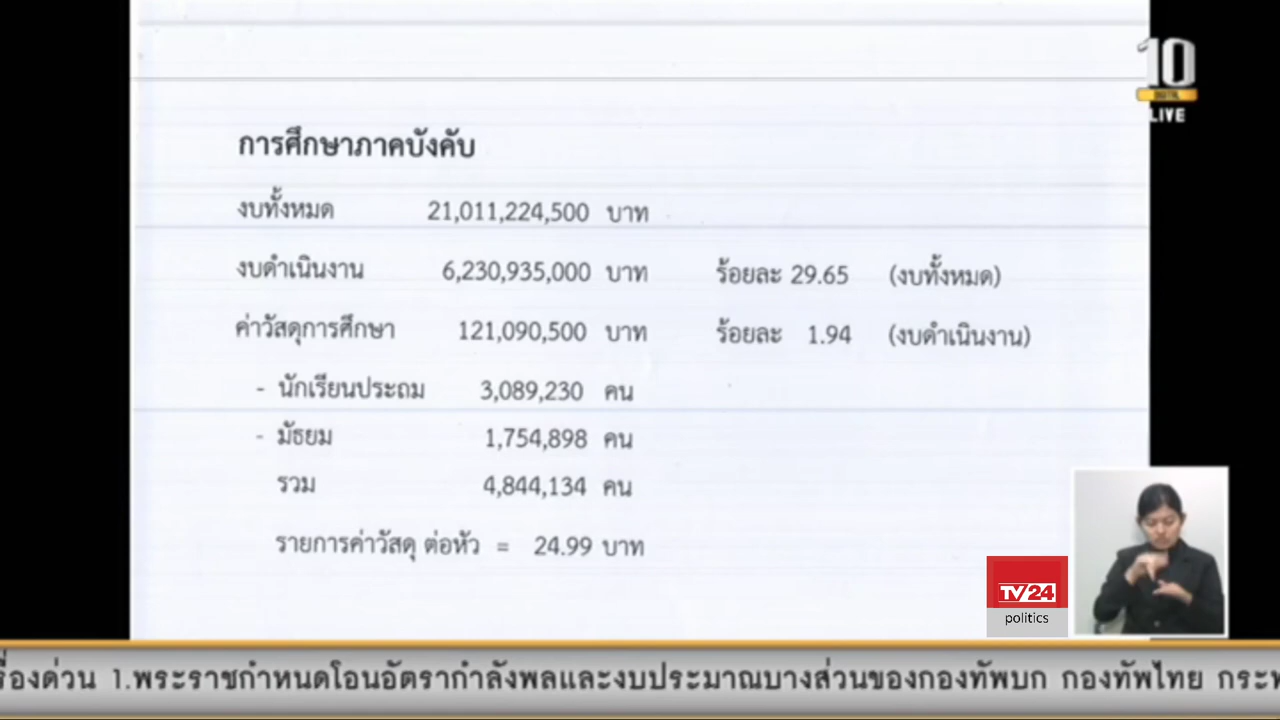 10
DIGITAL
LIVE
การศึกษาภาคบังคับ
งบทั้งหมด 21,011,224,500 บาท
งบดำเนินงาน 6,230,935,000 บาท ร้อยละ 29.65 (งบทั้งหมด)
ค่าวัสดุการศึกษา 121,090,500 บาท ร้อยละ 1.94 (งบดำเนินงาน)
- นักเรียนประถม 3,089,230 คน
- มัธยม 1,754,898 คน
รวม 4,844,134 คน
รายการค่าวัสดุ ต่อหัว = 24.99 บาท
TV24
politics
รื่องด่วน 1.พระราชกำหนดโอนอัตรากำลังพลและงบประมาณบางส่วนของกองทัพบก กองทัพไทย กระท